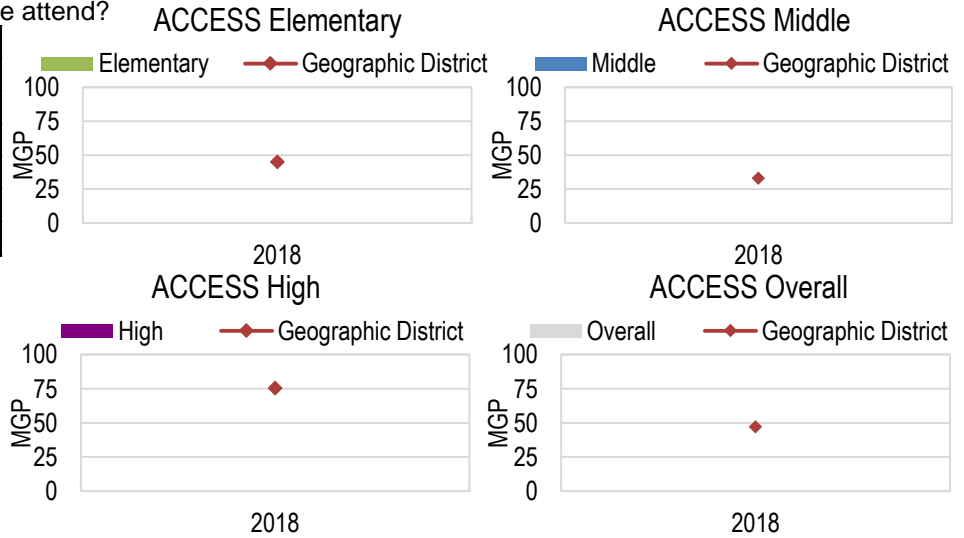 e attend?
ACCESS Elementary
Elementary Geographic District
100
75
50
25
0
MGP
2018
ACCESS Middle
Middle Geographic District
100
75
50
25
0
MGP
2018
ACCESS High
High Geographic District
100
75
50
25
0
MGP
2018
ACCESS Overall
Overall Geographic District
100
75
50
25
0
MGP
2018